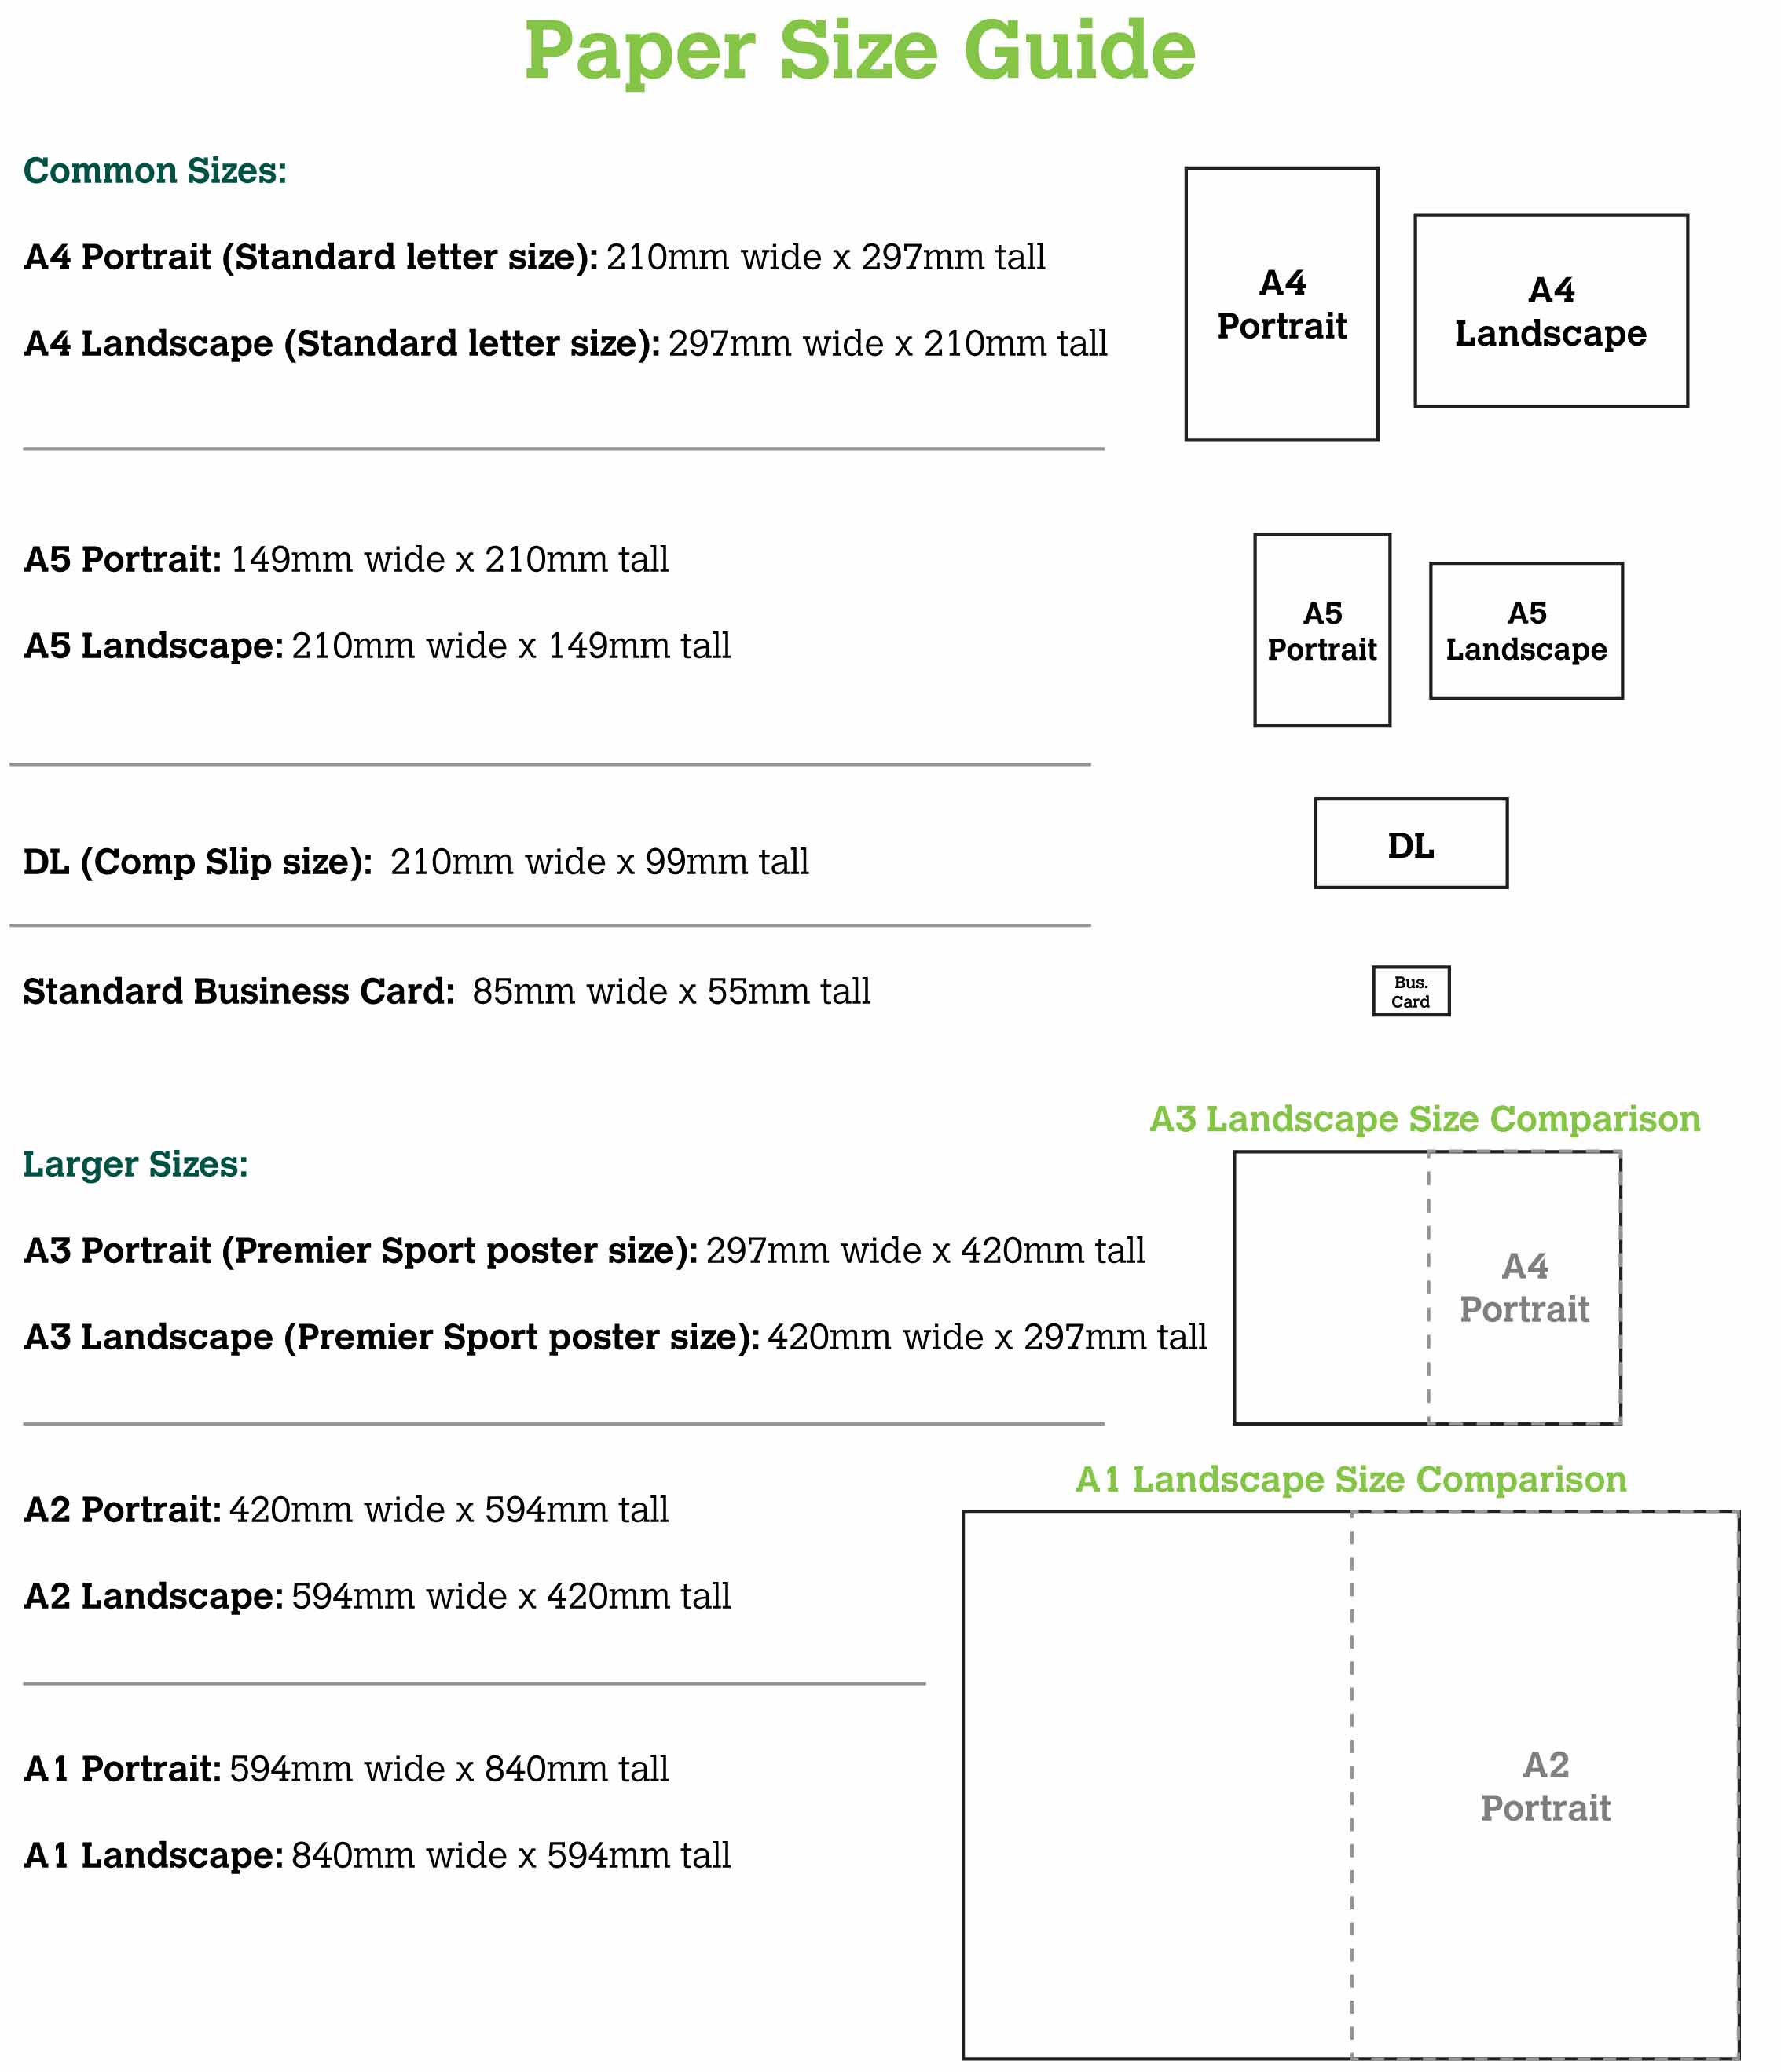 Paper Size Guide
Common Sizes:
A4 Portrait (Standard letter size): 210mm wide x 297mm tall
A4 Landscape (Standard letter size): 297mm wide x 210mm tall
A4
Portrait
A4
Landscape
A5 Portrait: 149mm wide x 210mm tall
A5 Landscape: 210mm wide x 149mm tall
A5
Portrait
A5
Landscape
DL (Comp Slip size): 210mm wide x 99mm tall
DL
Standard Business Card: 85mm wide x 55mm tall
Bus.
Card
Larger Sizes:
A3 Portrait (Premier Sport poster size): 297mm wide x 420mm tall
A3 Landscape (Premier Sport poster size): 420mm wide x 297mm tall
A3 Landscape Size Comparison
A4
Portrait
A2 Portrait: 420mm wide x 594mm tall
A2 Landscape: 594mm wide x 420mm tall
A1 Portrait: 594mm wide x 840mm tall
A1 Landscape: 840mm wide x 594mm tall
A1 Landscape Size Comparison
A2
Portrait